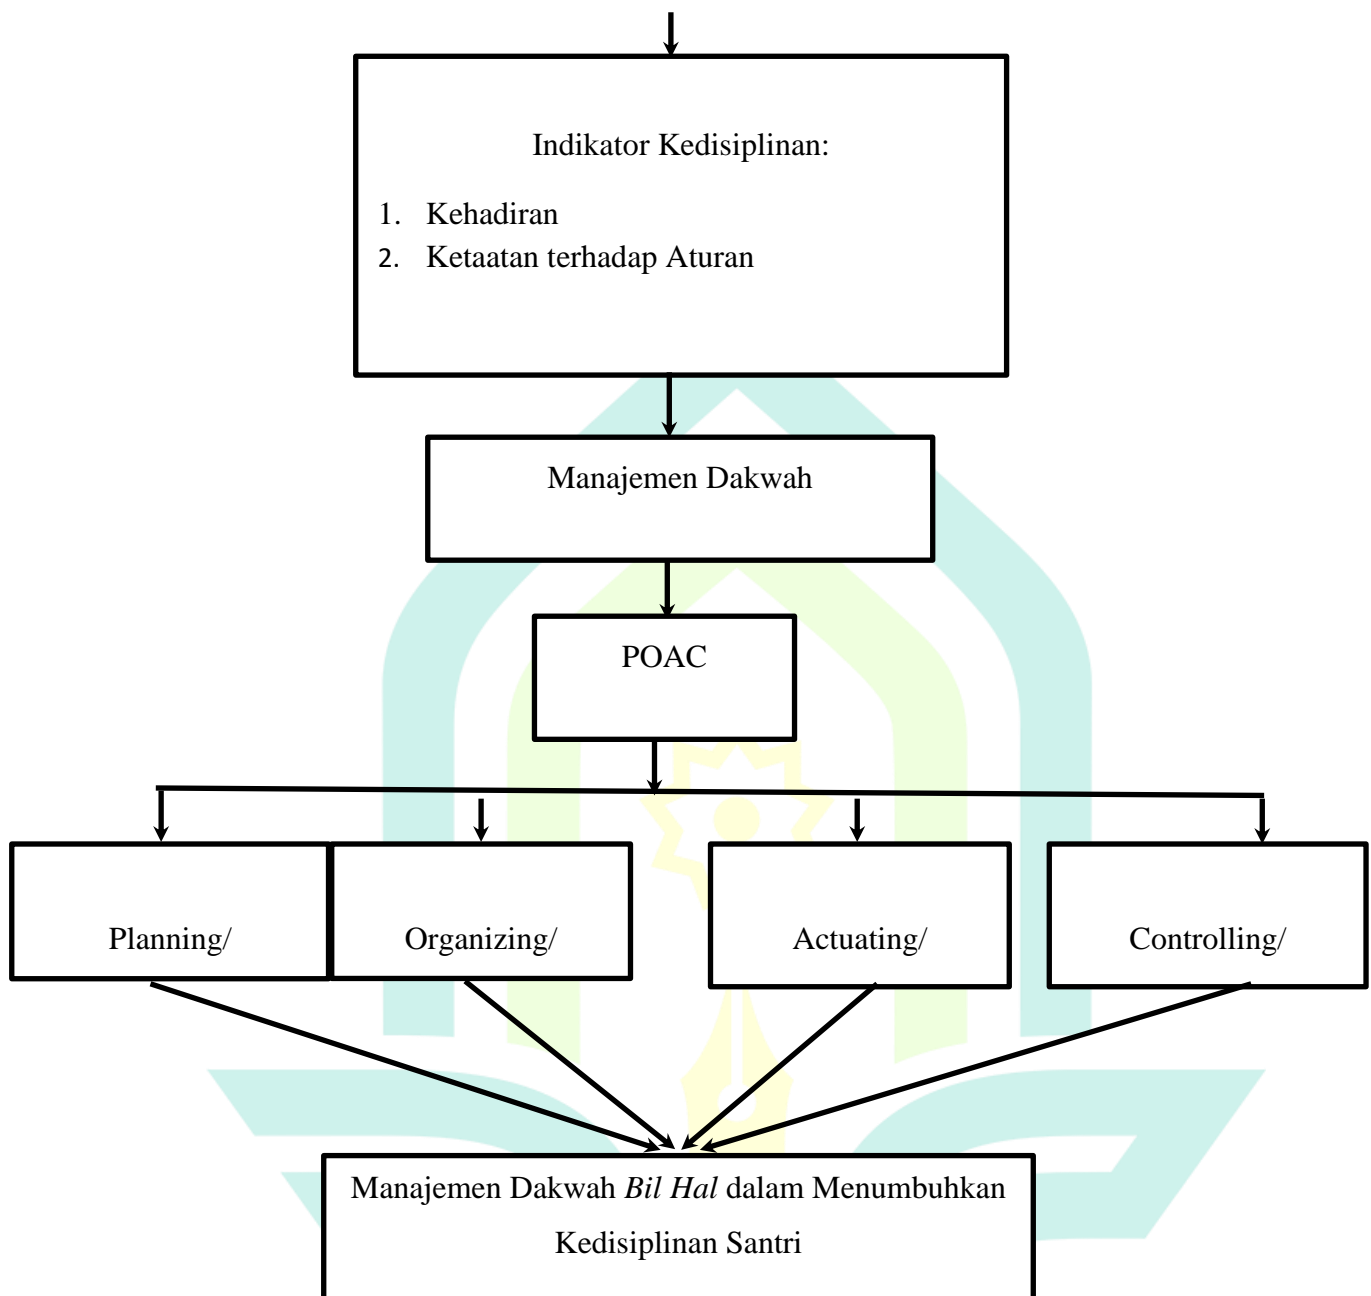 Indikator Kedisiplinan:
1. Kehadiran
2. Ketaatan terhadap Aturan
Manajemen Dakwah
POAC
Planning/
Organizing/
Actuating/
Controlling/
Manajemen Dakwah Bil Hal dalam Menumbuhkan
Kedisiplinan Santri